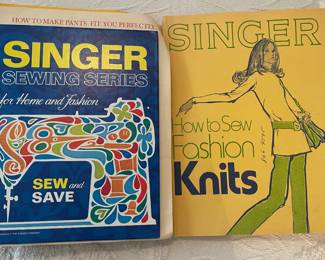 HOW TO MAKE PANTS FIT YOU PERFECTLY
SINGER
SEWING SERIES
for Home and fashion
SEW and
SAVE
SINGER
How to Sew
Fashion
Knits